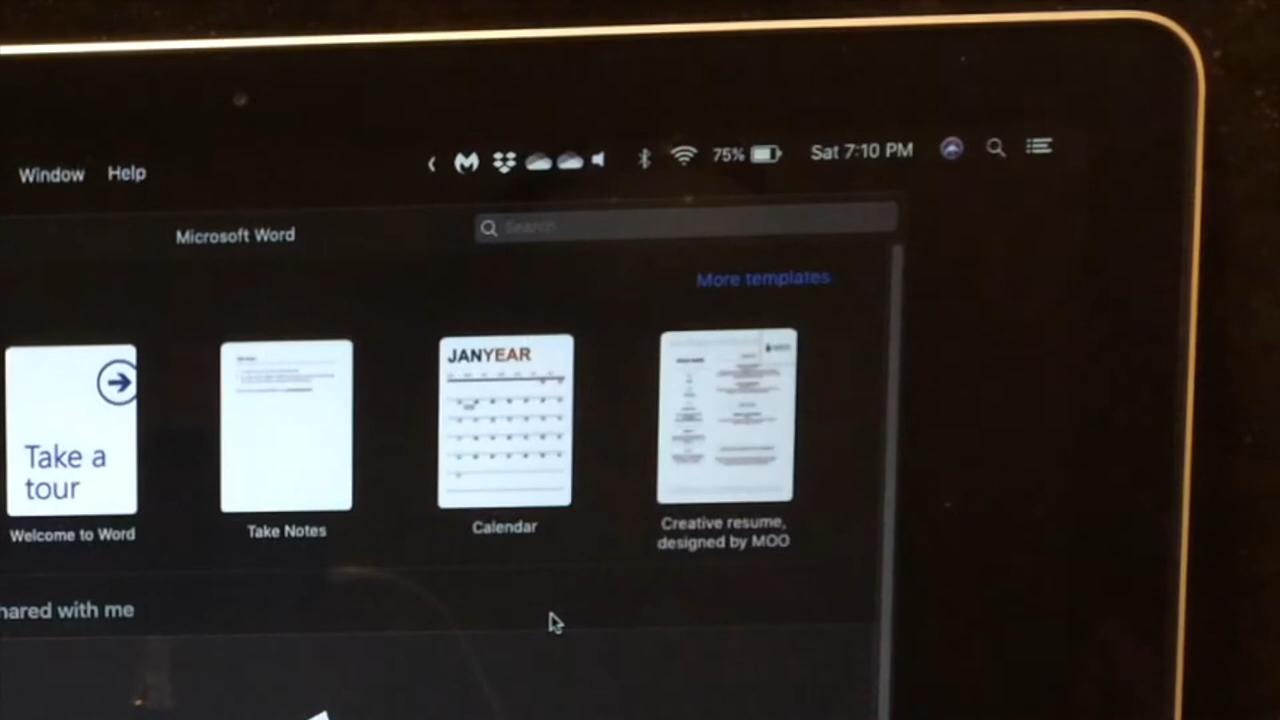 Window Help 75% Sat 7:10 PM
Microsoft Word Search
More templates
JANYEAR
Take a
tour
Welcome to Word Take Notes Calendar Creative resume,
designed by MOO
hared with me